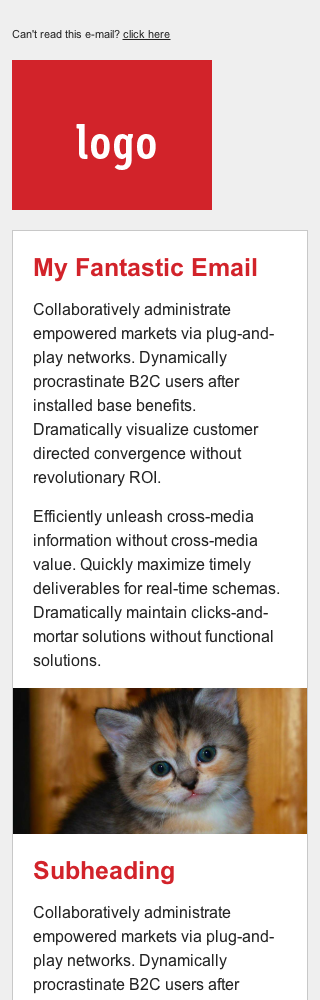 Can't read this e-mail? click here
logo
My Fantastic Email
Collaboratively administrate
empowered markets via plug-and-
play networks. Dynamically
procrastinate B2C users after
installed base benefits.
Dramatically visualize customer
directed convergence without
revolutionary ROI.
Efficiently unleash cross-media
information without cross-media
value. Quickly maximize timely
deliverables for real-time schemas.
Dramatically maintain clicks-and-
mortar solutions without functional
solutions.
Subheading
Collaboratively administrate
empowered markets via plug-and-
play networks. Dynamically
procrastinate B2C users after